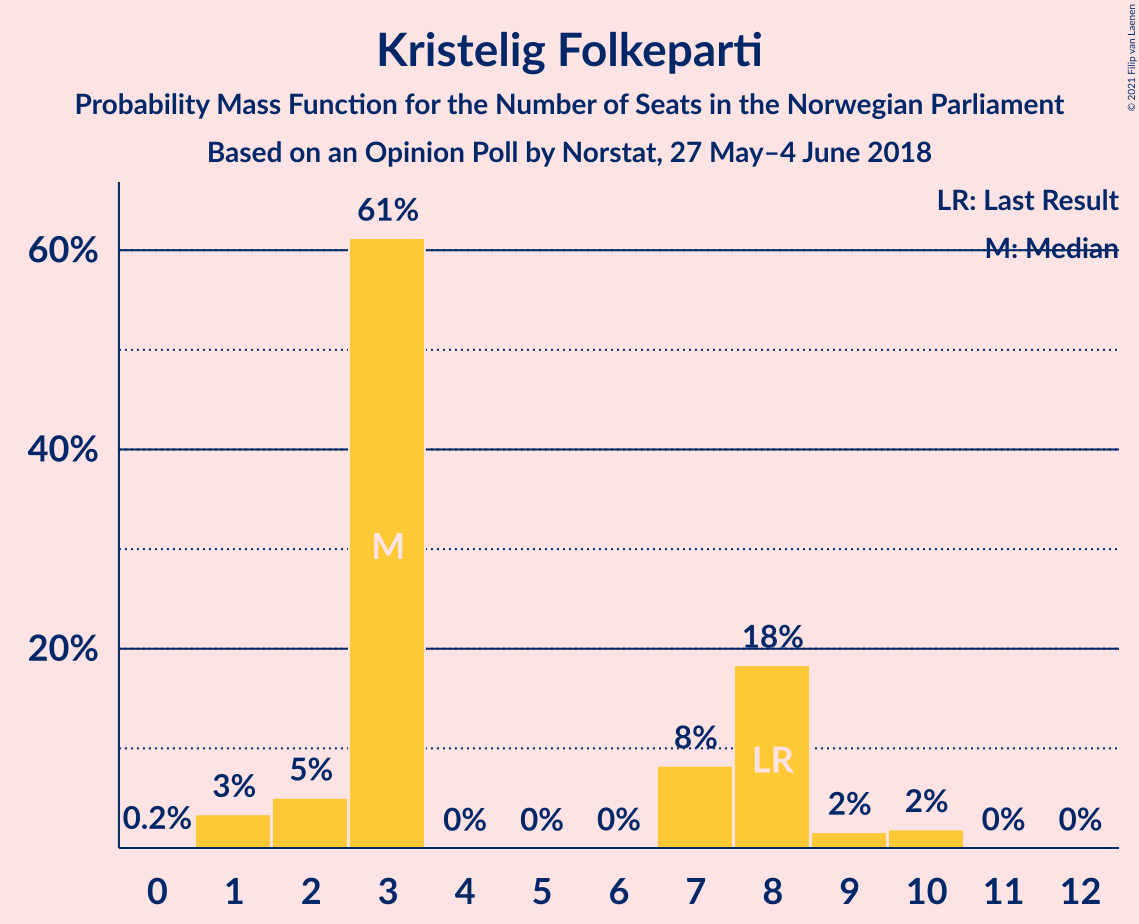 Kristelig Folkeparti
Probability Mass Function for the Number of Seats in the Norwegian Parliament
Based on an Opinion Poll by Norstat, 27 May–4 June 2018
© 2021 Filip van Laenen
LR: Last Result
M: Median
60%
40%
20%
0.2%
3%
5%
61%
0%
0%
0%
8%
18%
2%
2%
0%
0%
M
LR
0 1 2 3 4 5 6 7 8 9 10 11 12